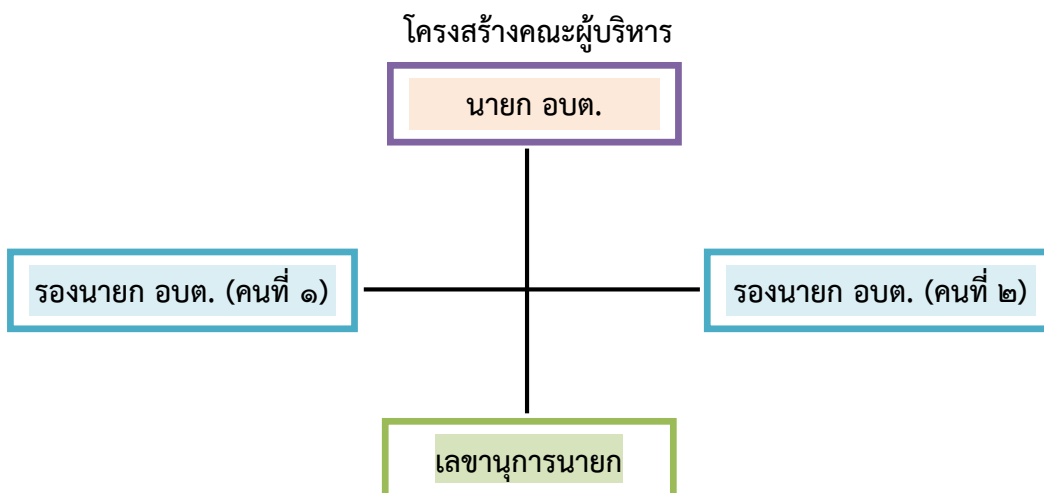 โครงสร้างคณะผู้บริหาร
นายก อบต.
รองนายก อบต. (คนที่ ๑)
รองนายก อบต. (คนที่ ๒)
เลขานุการนายก